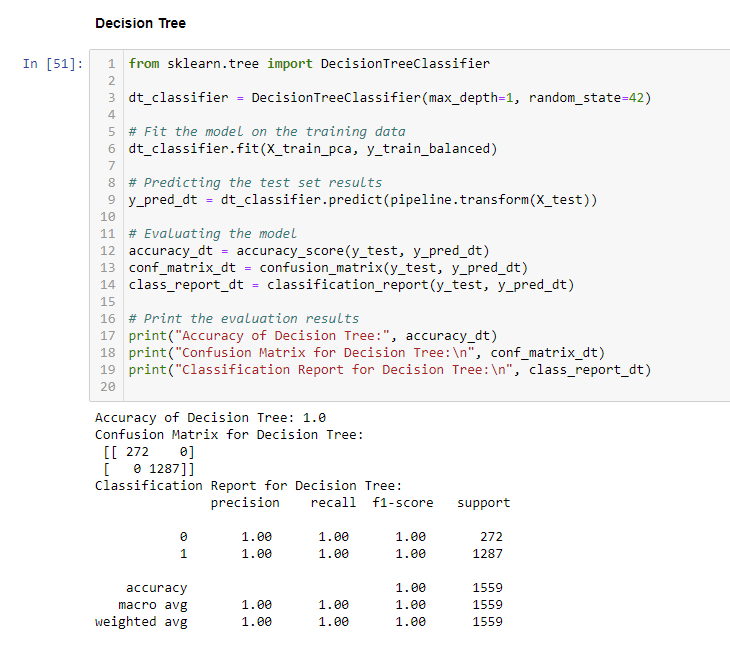 Decision Tree
In [51]:
1 from sklearn.tree import DecisionTreeClassifier
2
3 dt_classifier = DecisionTreeClassifier(max_depth=1, random_state=42)
4
5 # Fit the model on the training data
6 dt_classifier.fit(X_train_pca, y_train_balanced)
7
8 # Predicting the test set results
9 y_pred_dt = dt_classifier.predict(pipeline.transform(X_test))
10
11 # Evaluating the model
12 accuracy_dt = accuracy_score(y_test, y_pred_dt)
13 conf_matrix_dt = confusion_matrix(y_test, y_pred_dt)
14 class_report_dt = classification_report(y_test, y_pred_dt)
15
16 # Print the evaluation results
17 print("Accuracy of Decision Tree:", accuracy_dt)
18 print("Confusion Matrix for Decision Tree:\n", conf_matrix_dt)
19 print("Classification Report for Decision Tree:\n", class_report_dt)
20
Accuracy of Decision Tree: 1.0
Confusion Matrix for Decision Tree:
 [[ 272    0]
 [   0 1287]]
Classification Report for Decision Tree:
               precision    recall  f1-score   support

           0       1.00      1.00      1.00       272
           1       1.00      1.00      1.00      1287

    accuracy                           1.00      1559
   macro avg       1.00      1.00      1.00      1559
weighted avg       1.00      1.00      1.00      1559